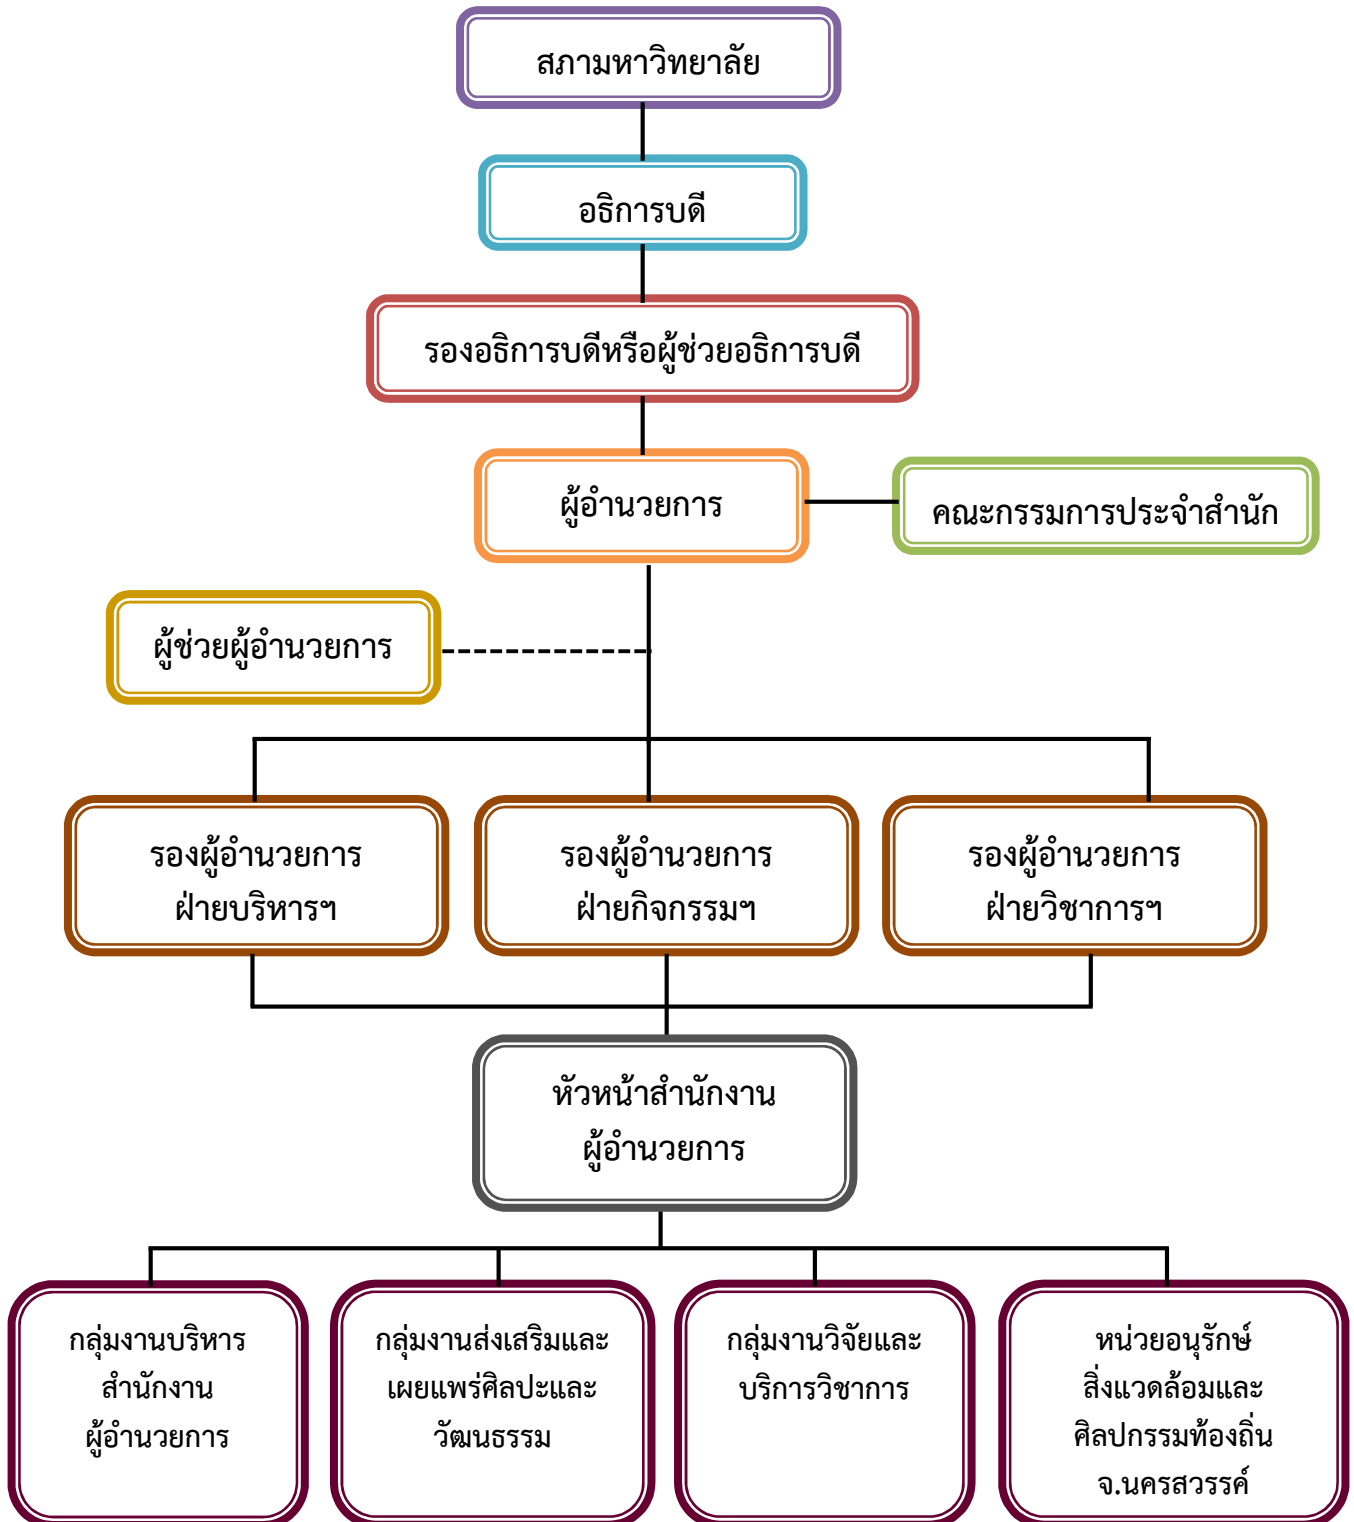 สภามหาวิทยาลัย
อธิการบดี
รองอธิการบดีหรือผู้ช่วยอธิการบดี
ผู้อำนวยการ
คณะกรรมการประจำสำนัก
ผู้ช่วยผู้อำนวยการ
รองผู้อำนวยการ
ฝ่ายบริหารฯ
รองผู้อำนวยการ
ฝ่ายกิจกรรมฯ
รองผู้อำนวยการ
ฝ่ายวิชาการฯ
หัวหน้าสำนักงาน
ผู้อำนวยการ
กลุ่มงานบริหาร
สำนักงาน
ผู้อำนวยการ
กลุ่มงานส่งเสริมและ
เผยแพร่ศิลปะและ
วัฒนธรรม
กลุ่มงานวิจัยและ
บริการวิชาการ
หน่วยอนุรักษ์
สิ่งแวดล้อมและ
ศิลปกรรมท้องถิ่น
จ.นครสวรรค์